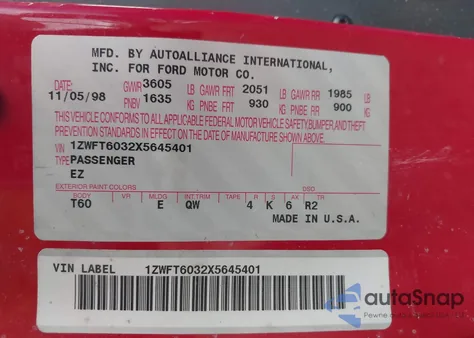 MFD. BY AUTOALLIANCE INTERNATIONAL,
INC. FOR FORD MOTOR CO.
DATE: GVWR 3605 LB GAWR FRT 2051 LB GAWR RR 1985 LB
11/05/98 PNBV 1635 KG PNBE FRT 930 KG PNBE RR 900 KG
THIS VEHICLE CONFORMS TO ALL APPLICABLE FEDERAL MOTOR VEHICLE SAFETY, BUMPER, AND THEFT
PREVENTION STANDARDS IN EFFECT ON THE DATE OF MANUFACTURE SHOWN ABOVE.
VIN 1ZWFT6032X5645401
TYPE PASSENGER
EZ
EXTERIOR PAINT COLORS DSO
BODY VR MLDG INT.TRIM TAPE R S AX TR
T60 E QW 4 K 6 R2
MADE IN U.S.A.
VIN LABEL 1ZWFT6032X5645401
autoSnap